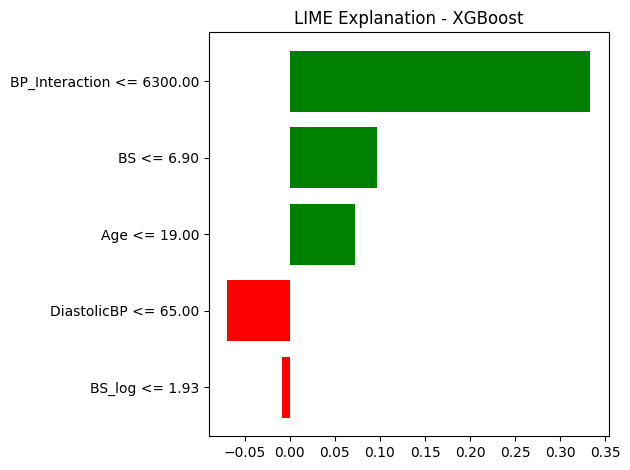 LIME Explanation - XGBoost
BP_Interaction <= 6300.00
BS <= 6.90
Age <= 19.00
DiastolicBP <= 65.00
BS_log <= 1.93
−0.05 0.00 0.05 0.10 0.15 0.20 0.25 0.30 0.35